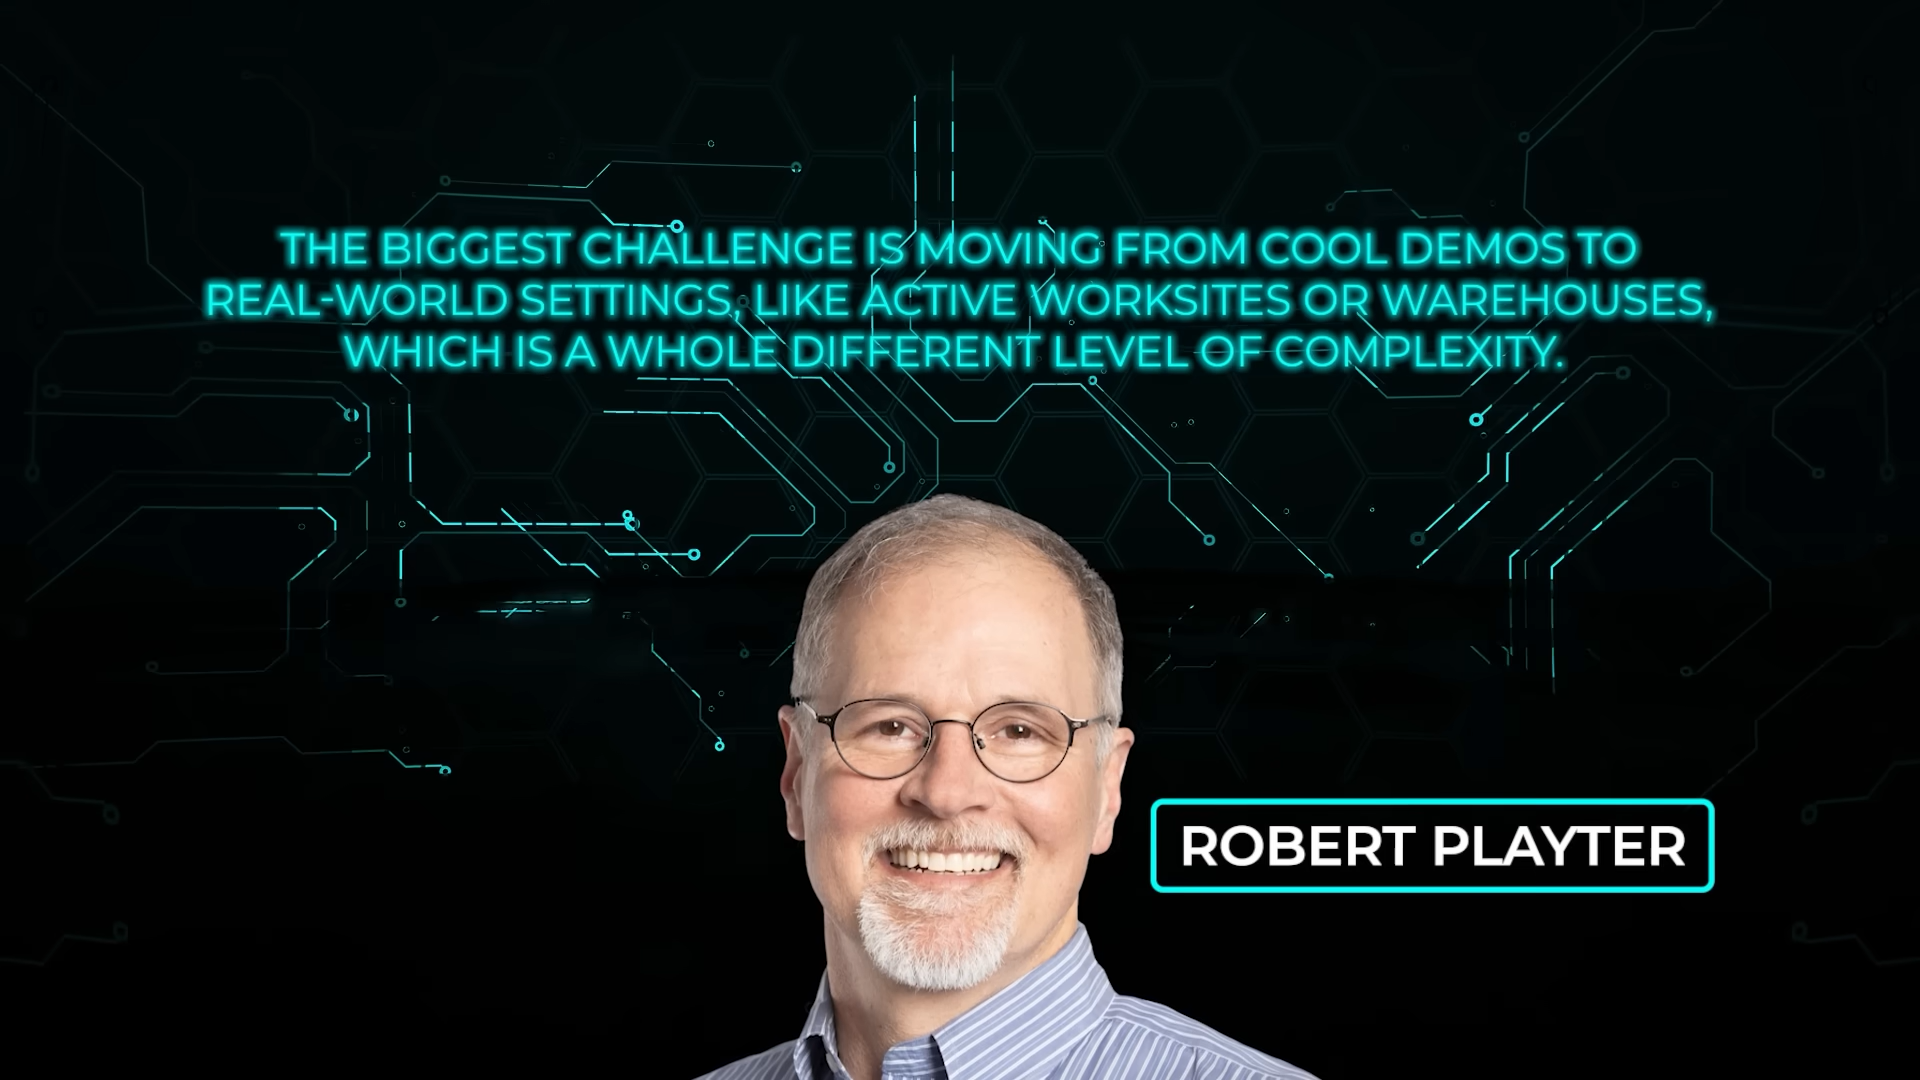 THE BIGGEST CHALLENGE IS MOVING FROM COOL DEMOS TO
REAL-WORLD SETTINGS, LIKE ACTIVE WORKSITES OR WAREHOUSES,
WHICH IS A WHOLE DIFFERENT LEVEL OF COMPLEXITY.
ROBERT PLAYTER